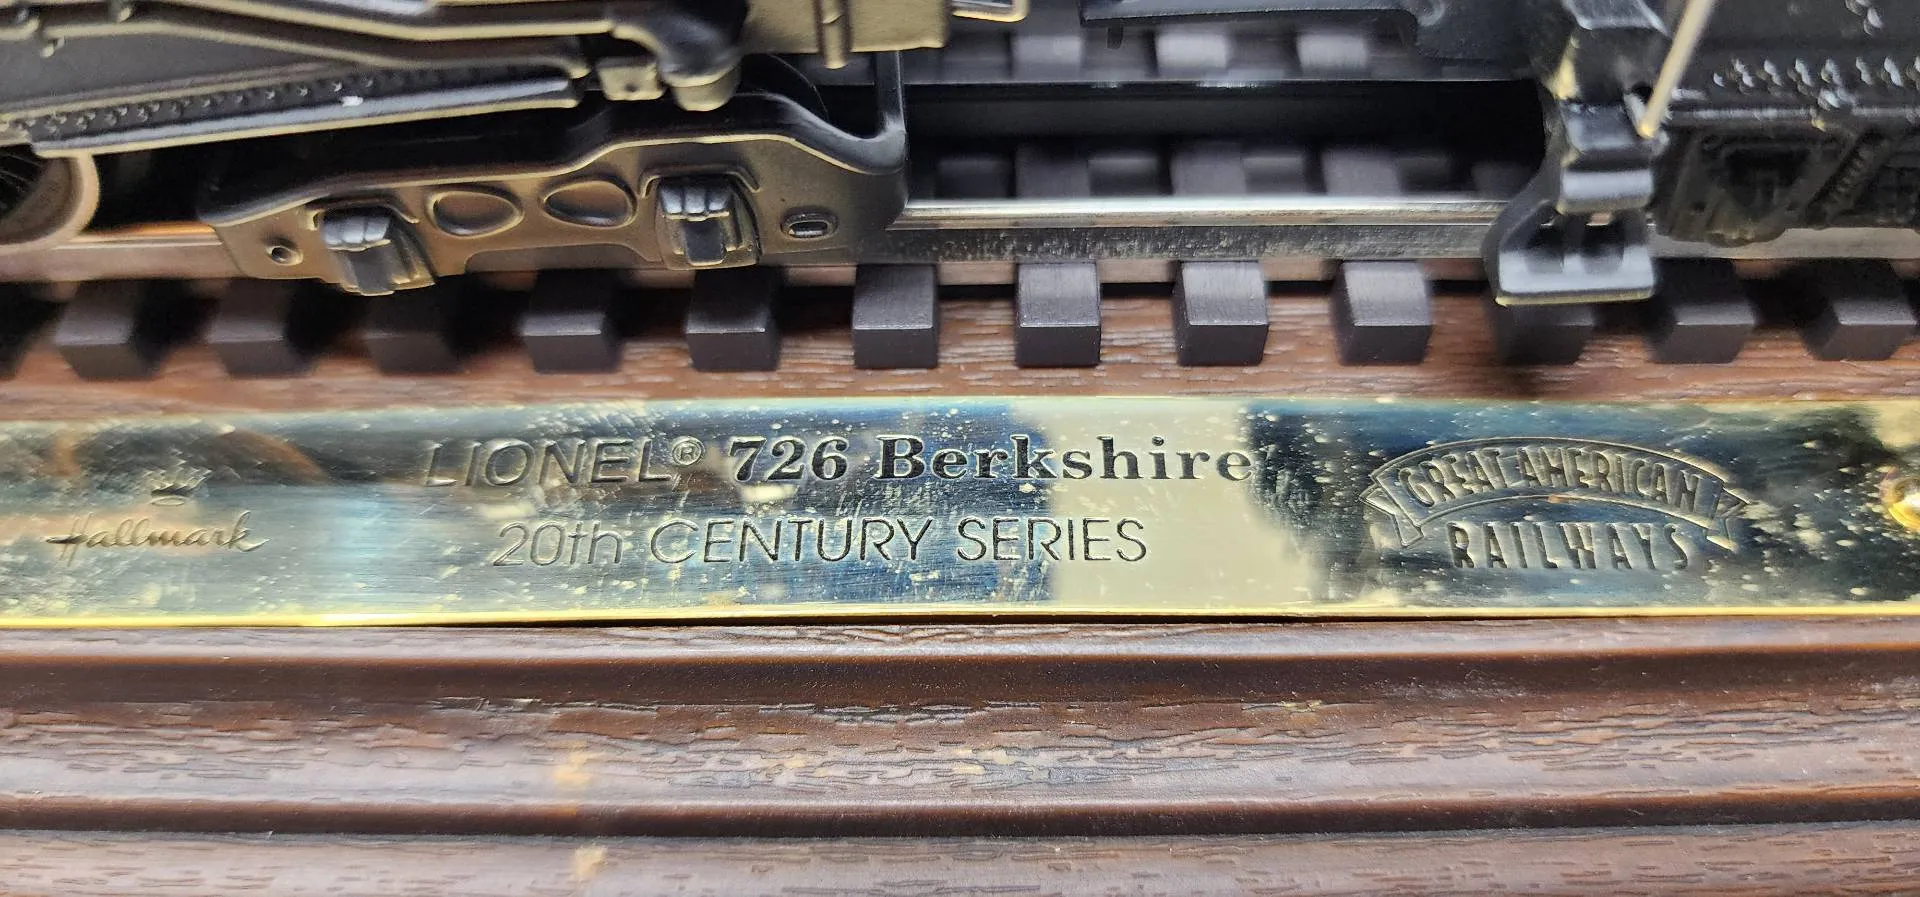 LIONEL® 726 Berkshire
20th CENTURY SERIES
Hallmark
GREAT AMERICAN
RAILWAYS